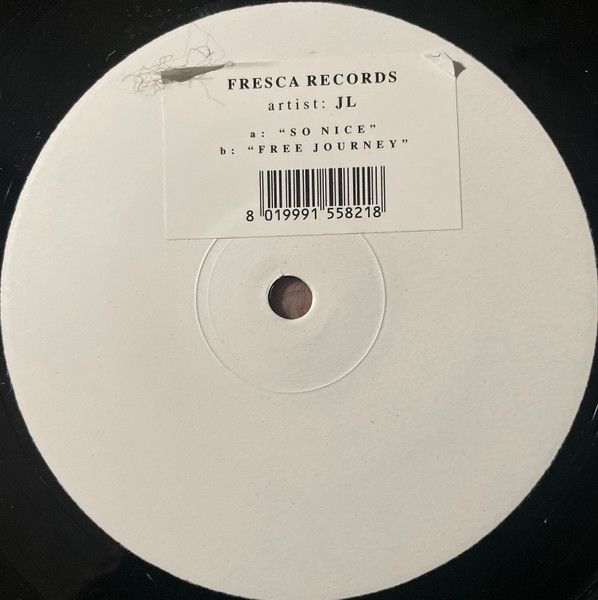 FRESCA RECORDS
artist: JL
a: "SO NICE"
b: "FREE JOURNEY"
8 019991 558218